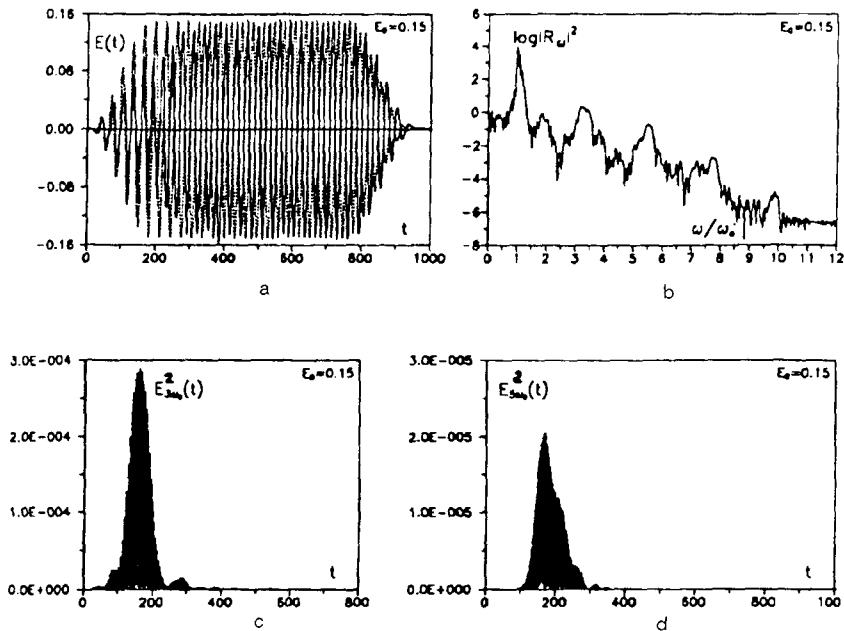 0.15
E(t)
E₀=0.15
0.08
0.00
-0.08
-0.16
t
0 200 400 600 800 1000
a
6
log|R_ω|²
E₀=0.15
4
2
0
-2
-4
-6
-8
ω/ω₀
0 1 2 3 4 5 6 7 8 9 10 11 12
b
3.0E-004
E²₃ω₀(t)
E₀=0.15
2.0E-004
1.0E-004
0.0E+000
t
0 200 400 600 800
c
3.0E-005
E²₅ω₀(t)
E₀=0.15
2.0E-005
1.0E-005
0.0E+000
t
0 200 400 600 800 100
d